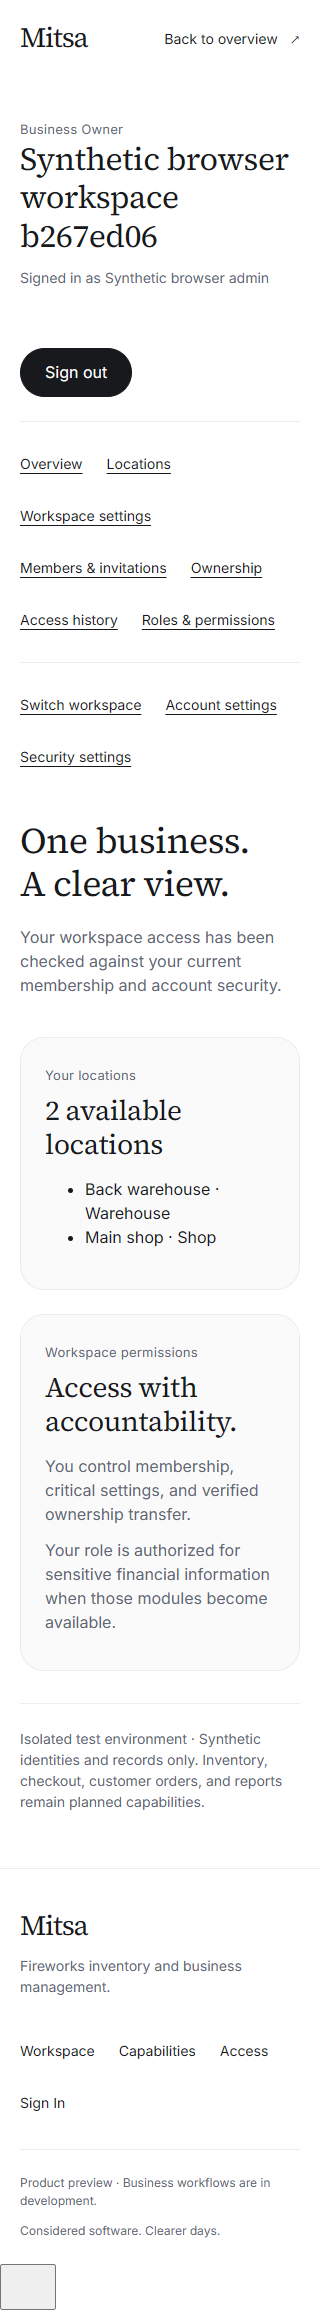 Mitsa
Back to overview ↗
Business Owner
Synthetic browser
workspace
b267ed06
Signed in as Synthetic browser admin
Sign out
Overview Locations
Workspace settings
Members & invitations Ownership
Access history Roles & permissions
Switch workspace Account settings
Security settings
One business.
A clear view.
Your workspace access has been
checked against your current
membership and account security.
Your locations
2 available
locations
• Back warehouse ·
Warehouse
• Main shop · Shop
Workspace permissions
Access with
accountability.
You control membership,
critical settings, and verified
ownership transfer.
Your role is authorized for
sensitive financial information
when those modules become
available.
Isolated test environment · Synthetic
identities and records only. Inventory,
checkout, customer orders, and reports
remain planned capabilities.
Mitsa
Fireworks inventory and business
management.
Workspace Capabilities Access
Sign In
Product preview · Business workflows are in
development.
Considered software. Clearer days.